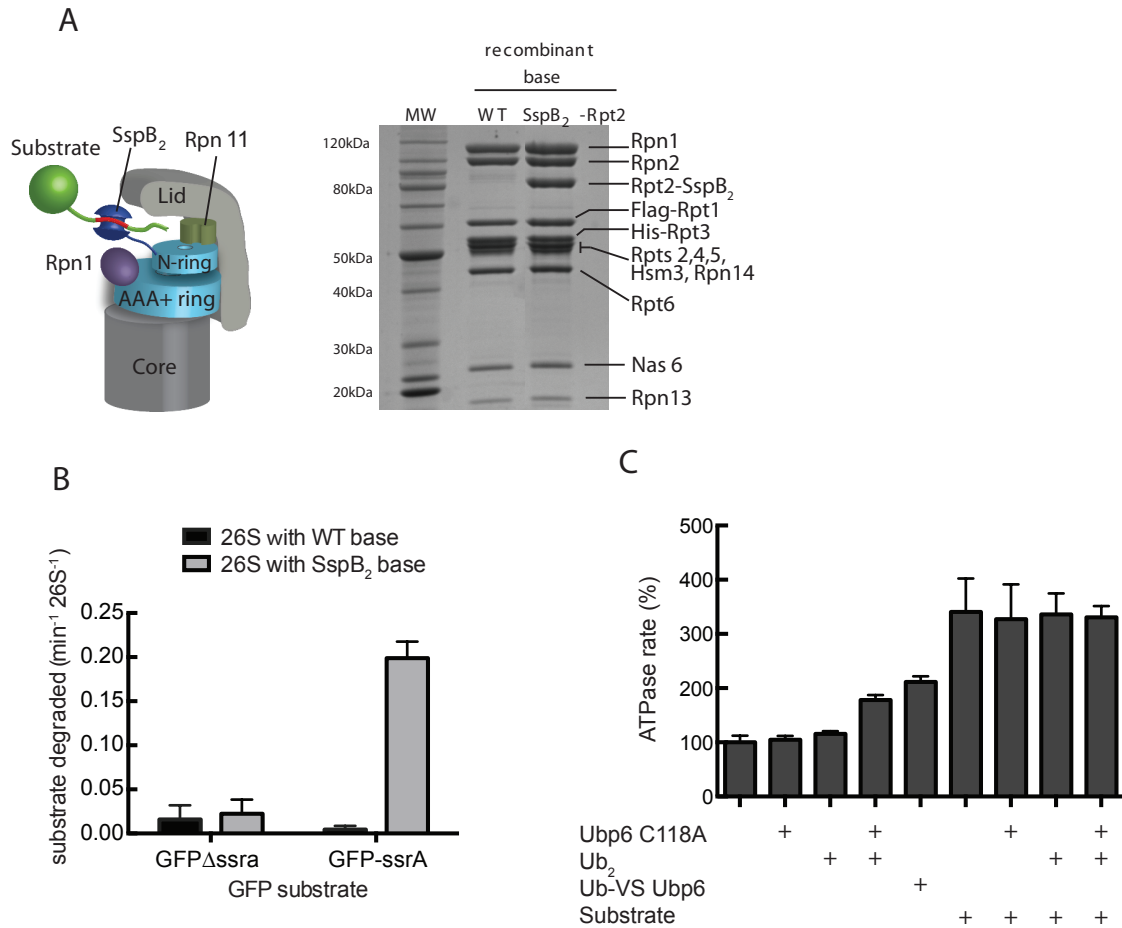 A
recombinant
base
MW WT SspB2 -Rpt2
120kDa
80kDa
50kDa
40kDa
30kDa
20kDa
Rpn1
Rpn2
Rpt2-SspB2
Flag-Rpt1
His-Rpt3
Rpts 2,4,5,
Hsm3, Rpn14
Rpt6
Nas 6
Rpn13
SspB2
Rpn 11
Substrate
Lid
Rpn1
N-ring
AAA+ ring
Core
B
26S with WT base
26S with SspB2 base
substrate degraded (min-1 26S-1)
0.25
0.20
0.15
0.10
0.05
0.00
GFPΔssra GFP-ssrA
GFP substrate
C
ATPase rate (%)
500
400
300
200
100
0
Ubp6 C118A + + + +
Ub2 + + + +
Ub-VS Ubp6 +
Substrate + + + +